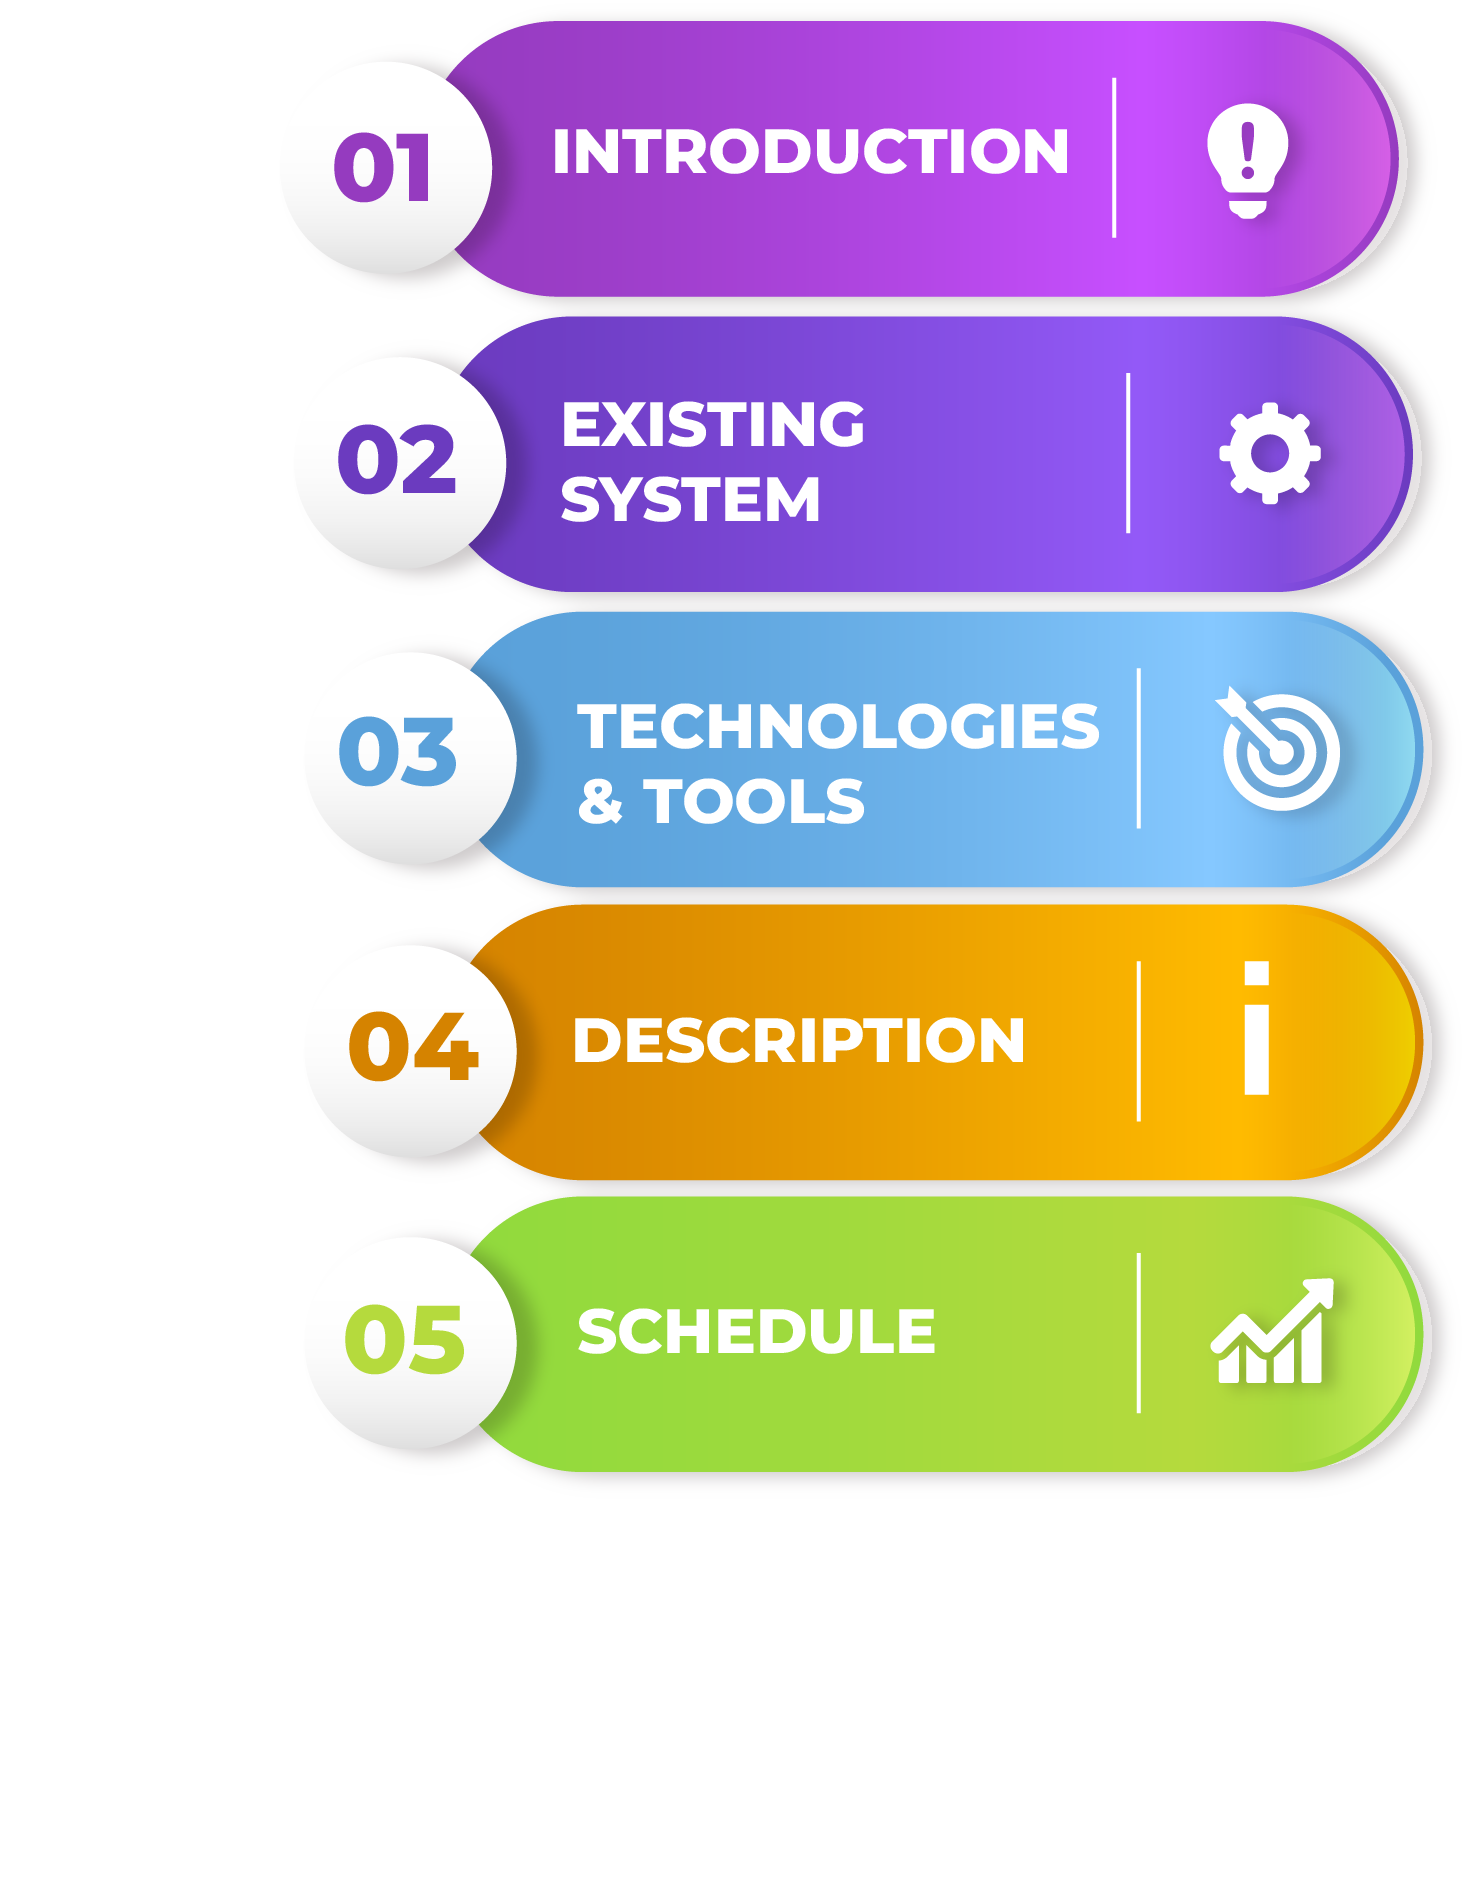 01
INTRODUCTION
02
EXISTING
SYSTEM
03
TECHNOLOGIES
& TOOLS
04
DESCRIPTION
i
05
SCHEDULE